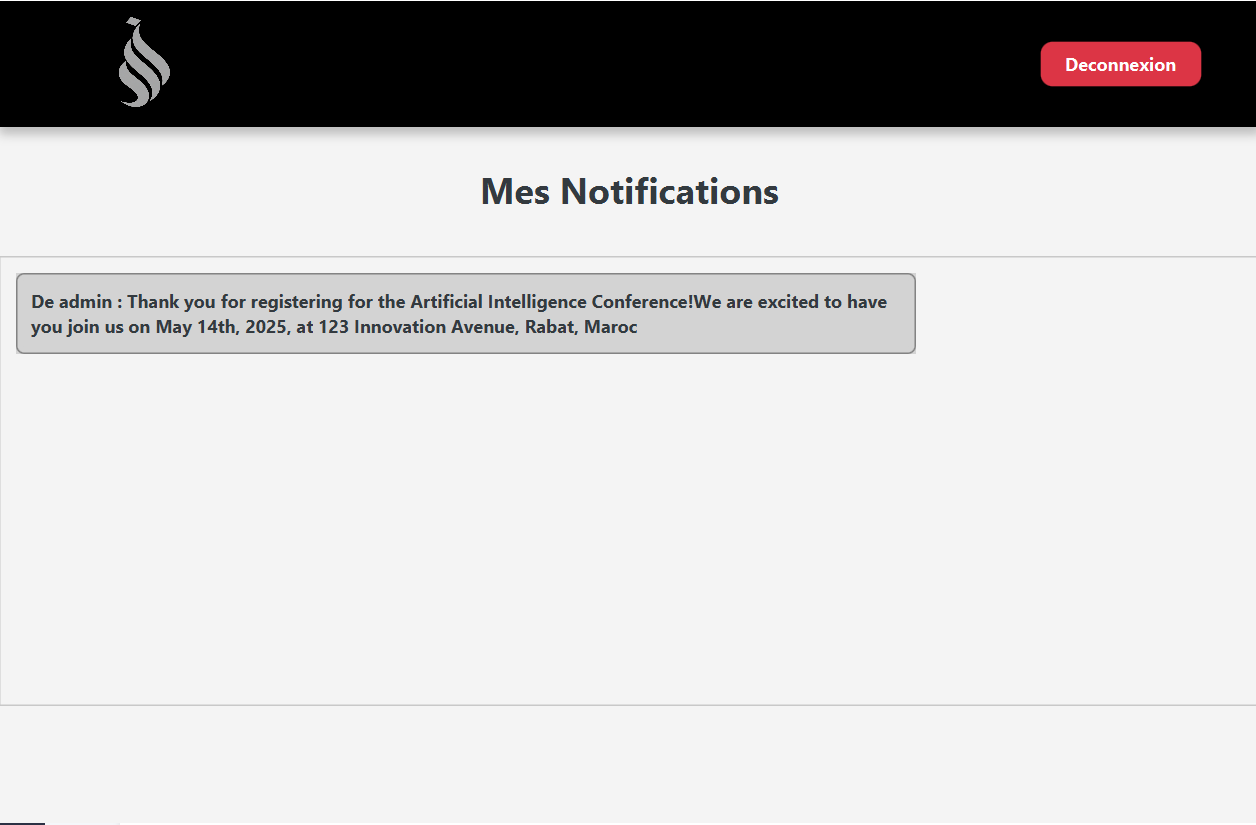 Deconnexion
Mes Notifications
De admin : Thank you for registering for the Artificial Intelligence Conference!We are excited to have
you join us on May 14th, 2025, at 123 Innovation Avenue, Rabat, Maroc